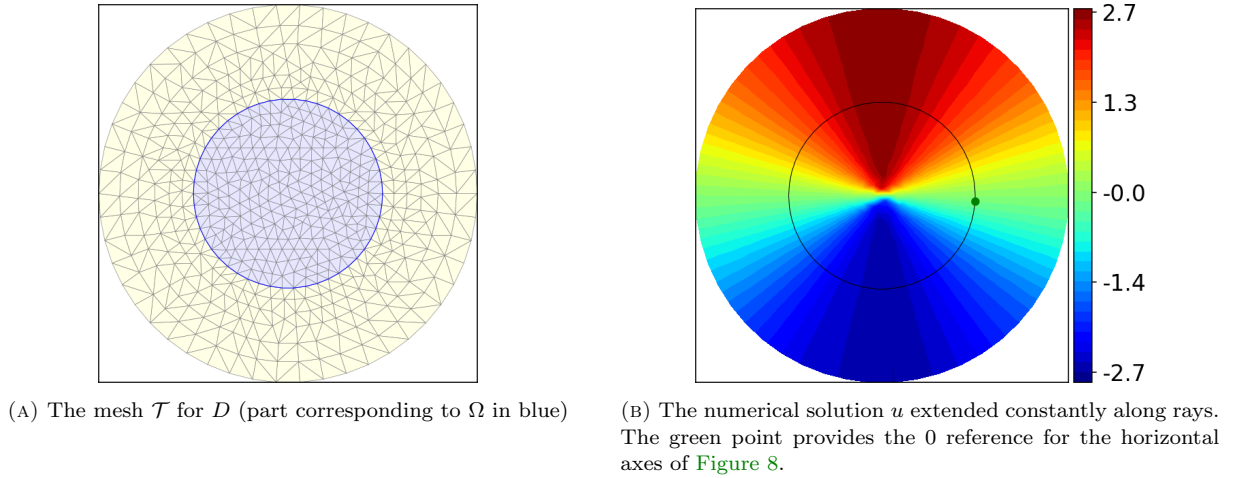 2.7
1.3
-0.0
-1.4
-2.7
(A) The mesh 𝒯 for D (part corresponding to Ω in blue)
(B) The numerical solution u extended constantly along rays.
The green point provides the 0 reference for the horizontal
axes of Figure 8.